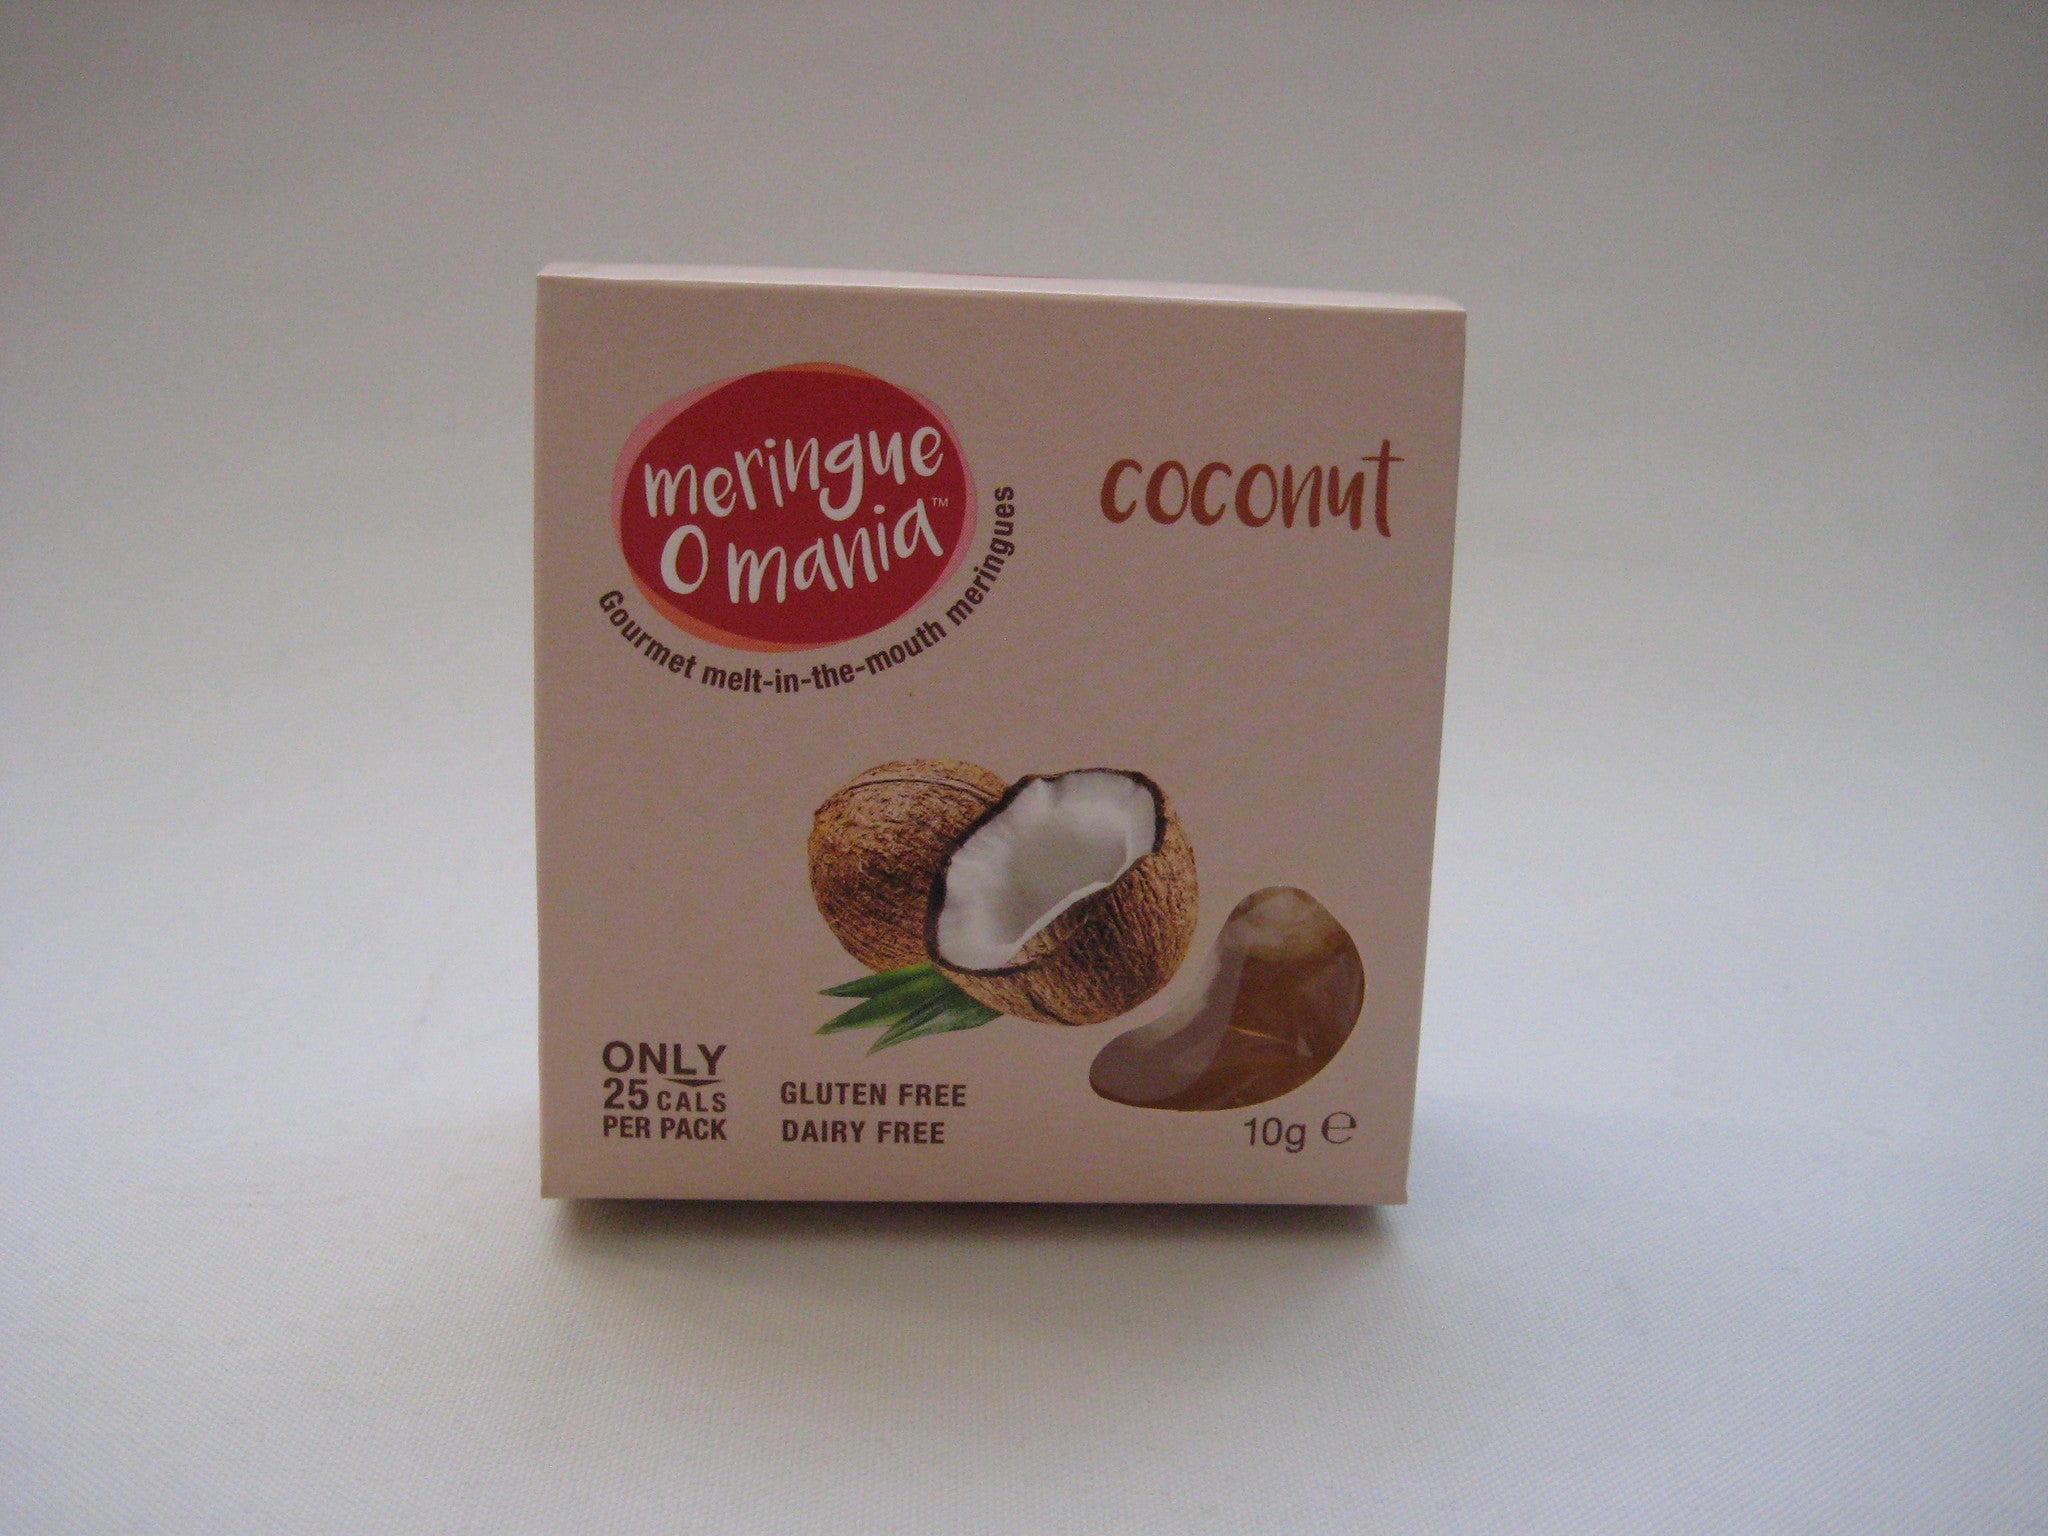 meringue
O mania™
Gourmet melt-in-the-mouth meringues
coconut
ONLY
25 CALS
PER PACK
GLUTEN FREE
DAIRY FREE
10g ℮